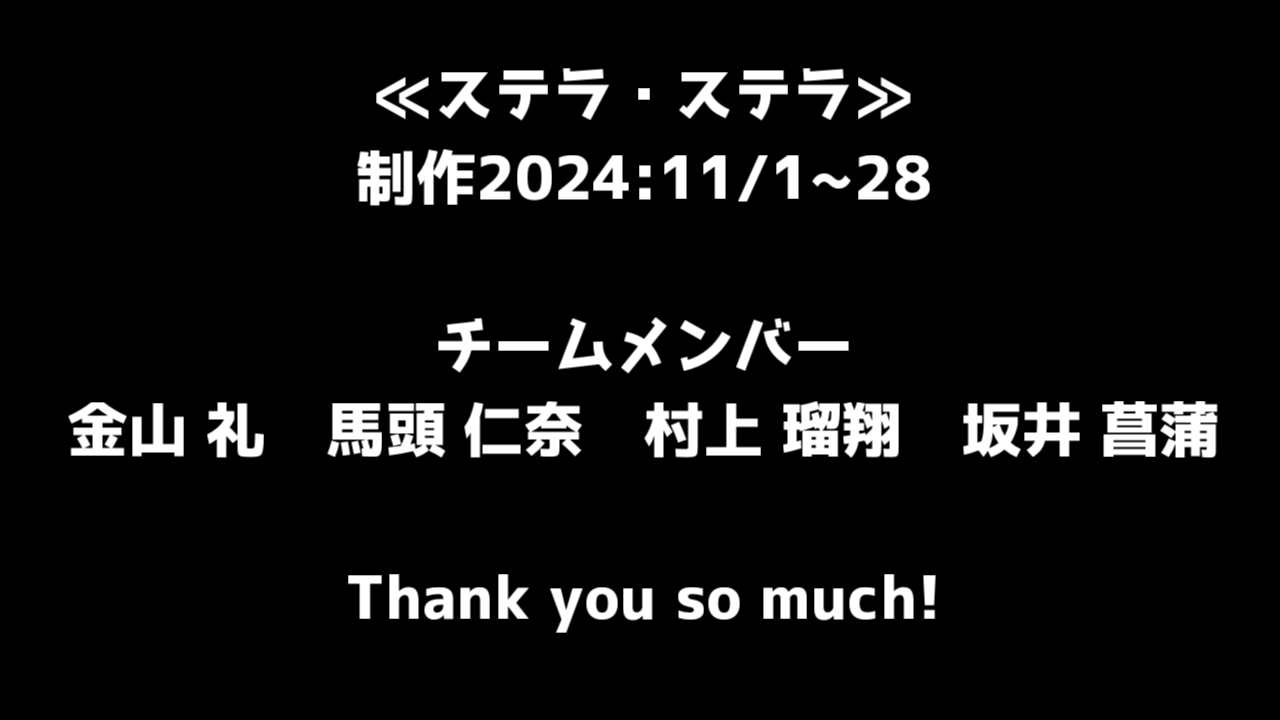 ≪ステラ・ステラ≫
制作2024:11/1~28
チームメンバー
金山 礼　馬頭 仁奈　村上 瑠翔　坂井 菖蒲
Thank you so much!